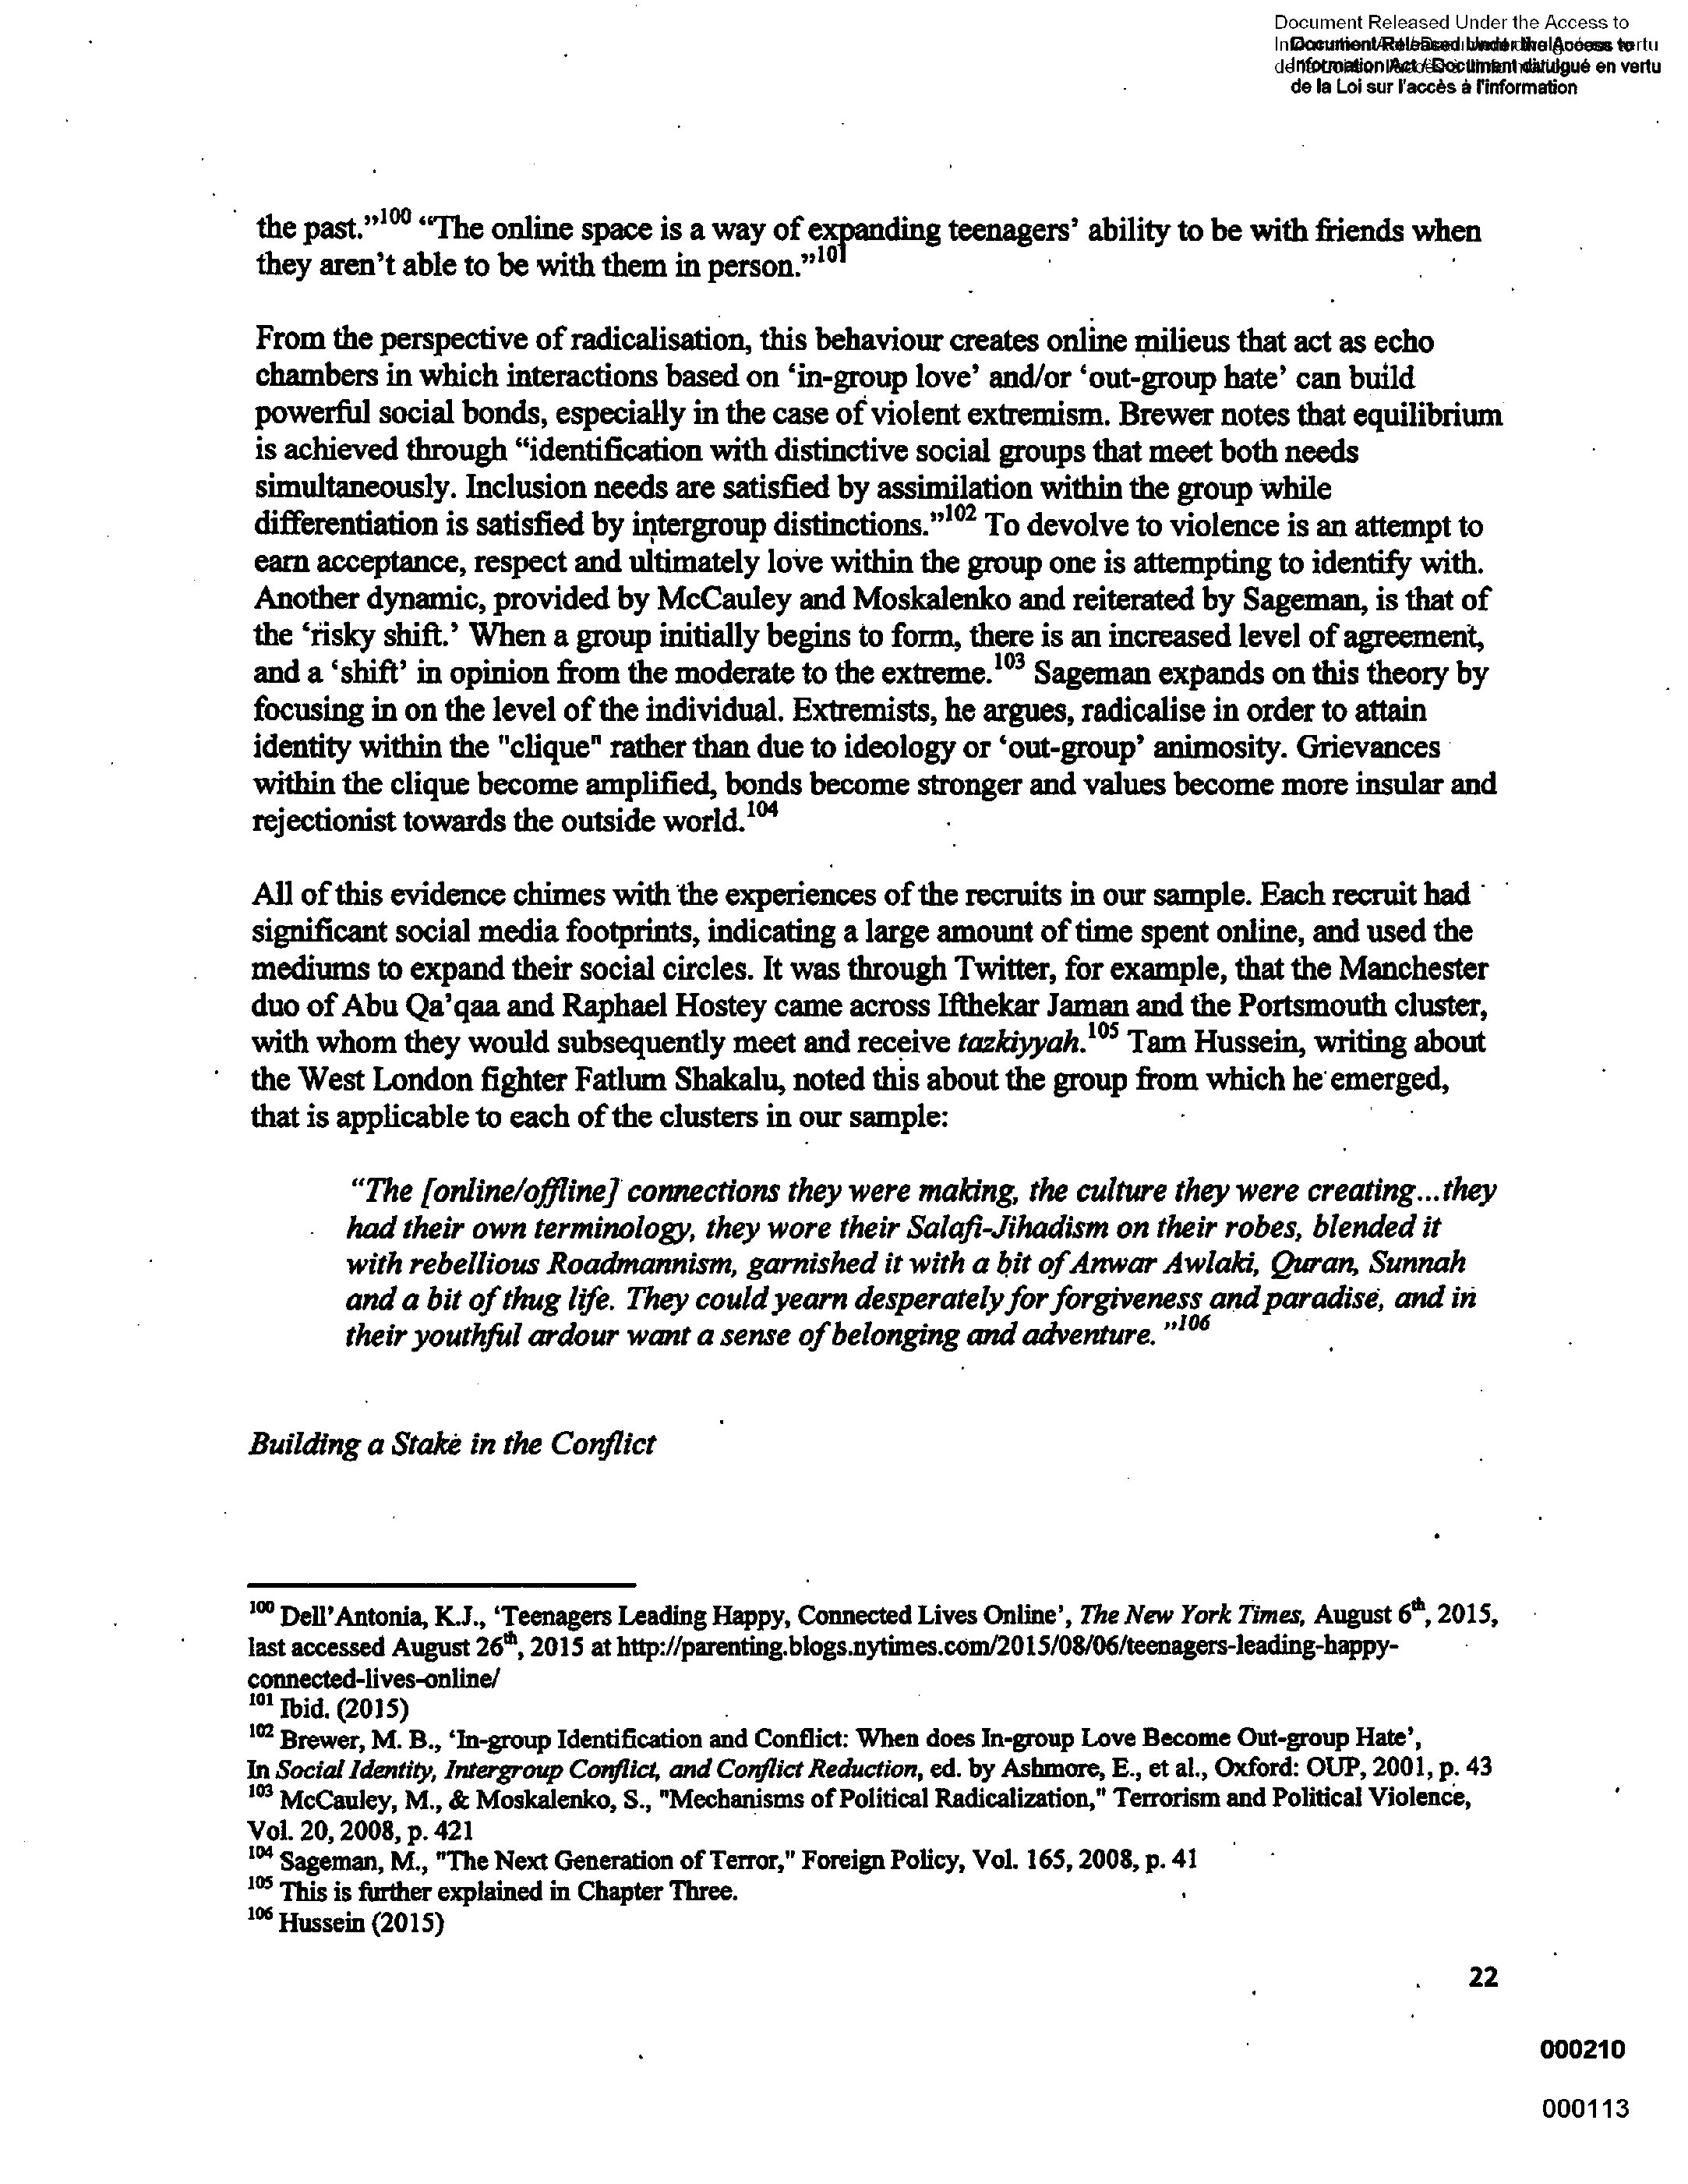 Document Released Under the Access to
Document Released Under the Access to
Information Act / Document divulgué en vertu
de la Loi sur l'accès à l'information
the past.”100 “The online space is a way of expanding teenagers’ ability to be with friends when
they aren’t able to be with them in person.”101
From the perspective of radicalisation, this behaviour creates online milieus that act as echo
chambers in which interactions based on ‘in-group love’ and/or ‘out-group hate’ can build
powerful social bonds, especially in the case of violent extremism. Brewer notes that equilibrium
is achieved through “identification with distinctive social groups that meet both needs
simultaneously. Inclusion needs are satisfied by assimilation within the group while
differentiation is satisfied by intergroup distinctions.”102 To devolve to violence is an attempt to
earn acceptance, respect and ultimately love within the group one is attempting to identify with.
Another dynamic, provided by McCauley and Moskalenko and reiterated by Sageman, is that of
the ‘risky shift.’ When a group initially begins to form, there is an increased level of agreement,
and a ‘shift’ in opinion from the moderate to the extreme.103 Sageman expands on this theory by
focusing in on the level of the individual. Extremists, he argues, radicalise in order to attain
identity within the "clique" rather than due to ideology or ‘out-group’ animosity. Grievances
within the clique become amplified, bonds become stronger and values become more insular and
rejectionist towards the outside world.104
All of this evidence chimes with the experiences of the recruits in our sample. Each recruit had
significant social media footprints, indicating a large amount of time spent online, and used the
mediums to expand their social circles. It was through Twitter, for example, that the Manchester
duo of Abu Qa’qaa and Raphael Hostey came across Ifthekar Jaman and the Portsmouth cluster,
with whom they would subsequently meet and receive tazkiyyah.105 Tam Hussein, writing about
the West London fighter Fatlum Shakalu, noted this about the group from which he emerged,
that is applicable to each of the clusters in our sample:
“The [online/offline] connections they were making, the culture they were creating...they
had their own terminology, they wore their Salafi-Jihadism on their robes, blended it
with rebellious Roadmannism, garnished it with a bit of Anwar Awlaki, Quran, Sunnah
and a bit of thug life. They could yearn desperately for forgiveness and paradise, and in
their youthful ardour want a sense of belonging and adventure.”106
Building a Stake in the Conflict
100 Dell’Antonia, K.J., ‘Teenagers Leading Happy, Connected Lives Online’, The New York Times, August 6th, 2015,
last accessed August 26th, 2015 at http://parenting.blogs.nytimes.com/2015/08/06/teenagers-leading-happy-
connected-lives-online/
101 Ibid. (2015)
102 Brewer, M. B., ‘In-group Identification and Conflict: When does In-group Love Become Out-group Hate’,
In Social Identity, Intergroup Conflict, and Conflict Reduction, ed. by Ashmore, E., et al., Oxford: OUP, 2001, p. 43
103 McCauley, M., & Moskalenko, S., "Mechanisms of Political Radicalization," Terrorism and Political Violence,
Vol. 20, 2008, p. 421
104 Sageman, M., "The Next Generation of Terror," Foreign Policy, Vol. 165, 2008, p. 41
105 This is further explained in Chapter Three.
106 Hussein (2015)
22
000210
000113